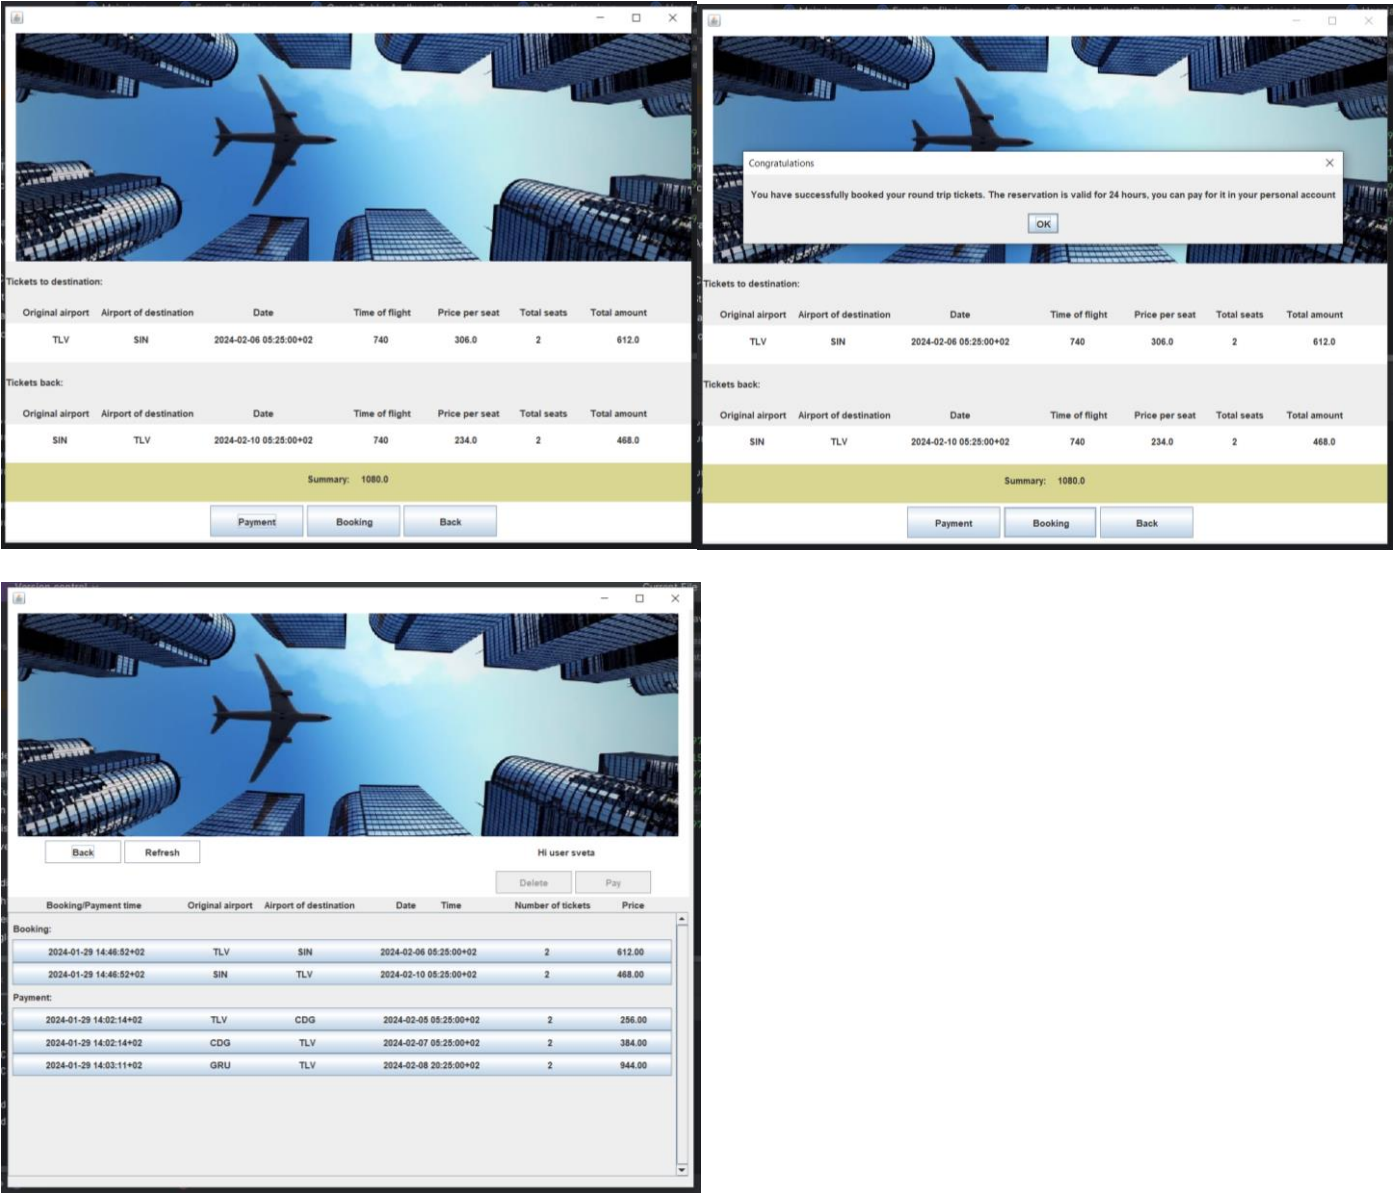 Tickets to destination:
Original airport Airport of destination Date Time of flight Price per seat Total seats Total amount
TLV SIN 2024-02-06 05:25:00+02 740 306.0 2 612.0
Tickets back:
Original airport Airport of destination Date Time of flight Price per seat Total seats Total amount
SIN TLV 2024-02-10 05:25:00+02 740 234.0 2 468.0
Summary: 1080.0
Payment Booking Back
Congratulations
You have successfully booked your round trip tickets. The reservation is valid for 24 hours, you can pay for it in your personal account
OK
Tickets to destination:
Original airport Airport of destination Date Time of flight Price per seat Total seats Total amount
TLV SIN 2024-02-06 05:25:00+02 740 306.0 2 612.0
Tickets back:
Original airport Airport of destination Date Time of flight Price per seat Total seats Total amount
SIN TLV 2024-02-10 05:25:00+02 740 234.0 2 468.0
Summary: 1080.0
Payment Booking Back
Back Refresh Hi user sveta
Delete Pay
Booking/Payment time Original airport Airport of destination Date Time Number of tickets Price
Booking:
2024-01-29 14:46:52+02 TLV SIN 2024-02-06 05:25:00+02 2 612.00
2024-01-29 14:46:52+02 SIN TLV 2024-02-10 05:25:00+02 2 468.00
Payment:
2024-01-29 14:02:14+02 TLV CDG 2024-02-05 05:25:00+02 2 256.00
2024-01-29 14:02:14+02 CDG TLV 2024-02-07 05:25:00+02 2 384.00
2024-01-29 14:03:11+02 GRU TLV 2024-02-08 20:25:00+02 2 944.00